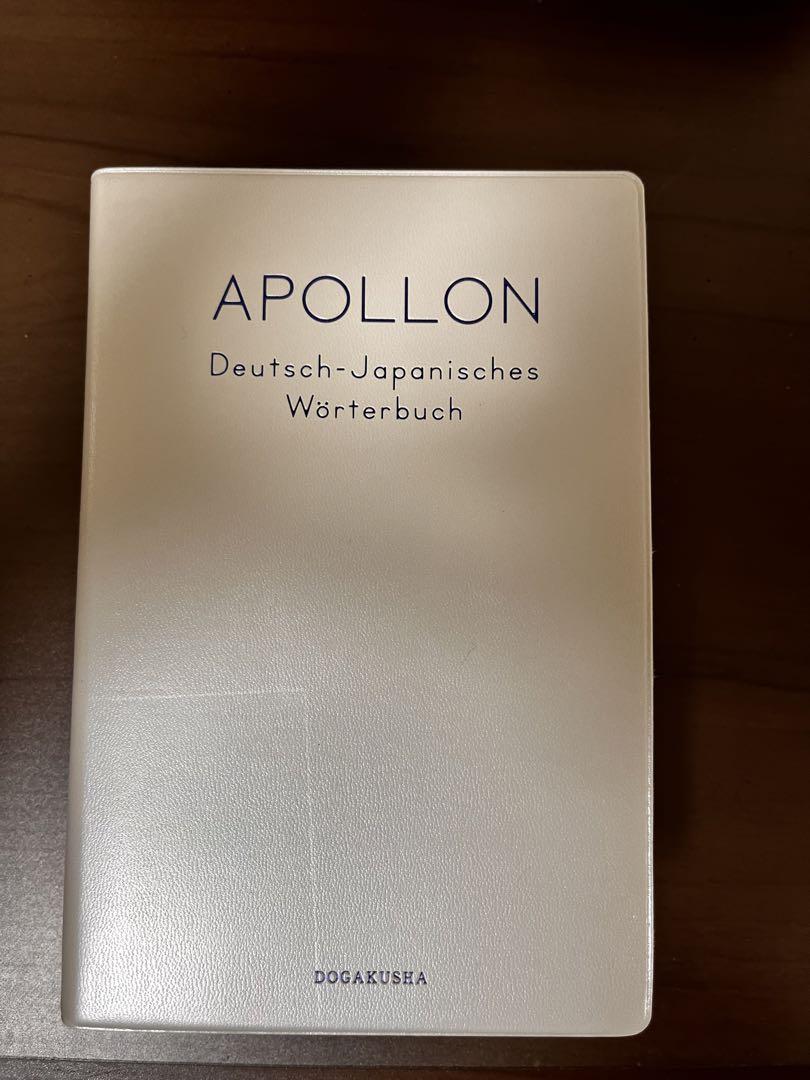 APOLLON
Deutsch-Japanisches
Wörterbuch
DOGAKUSHA